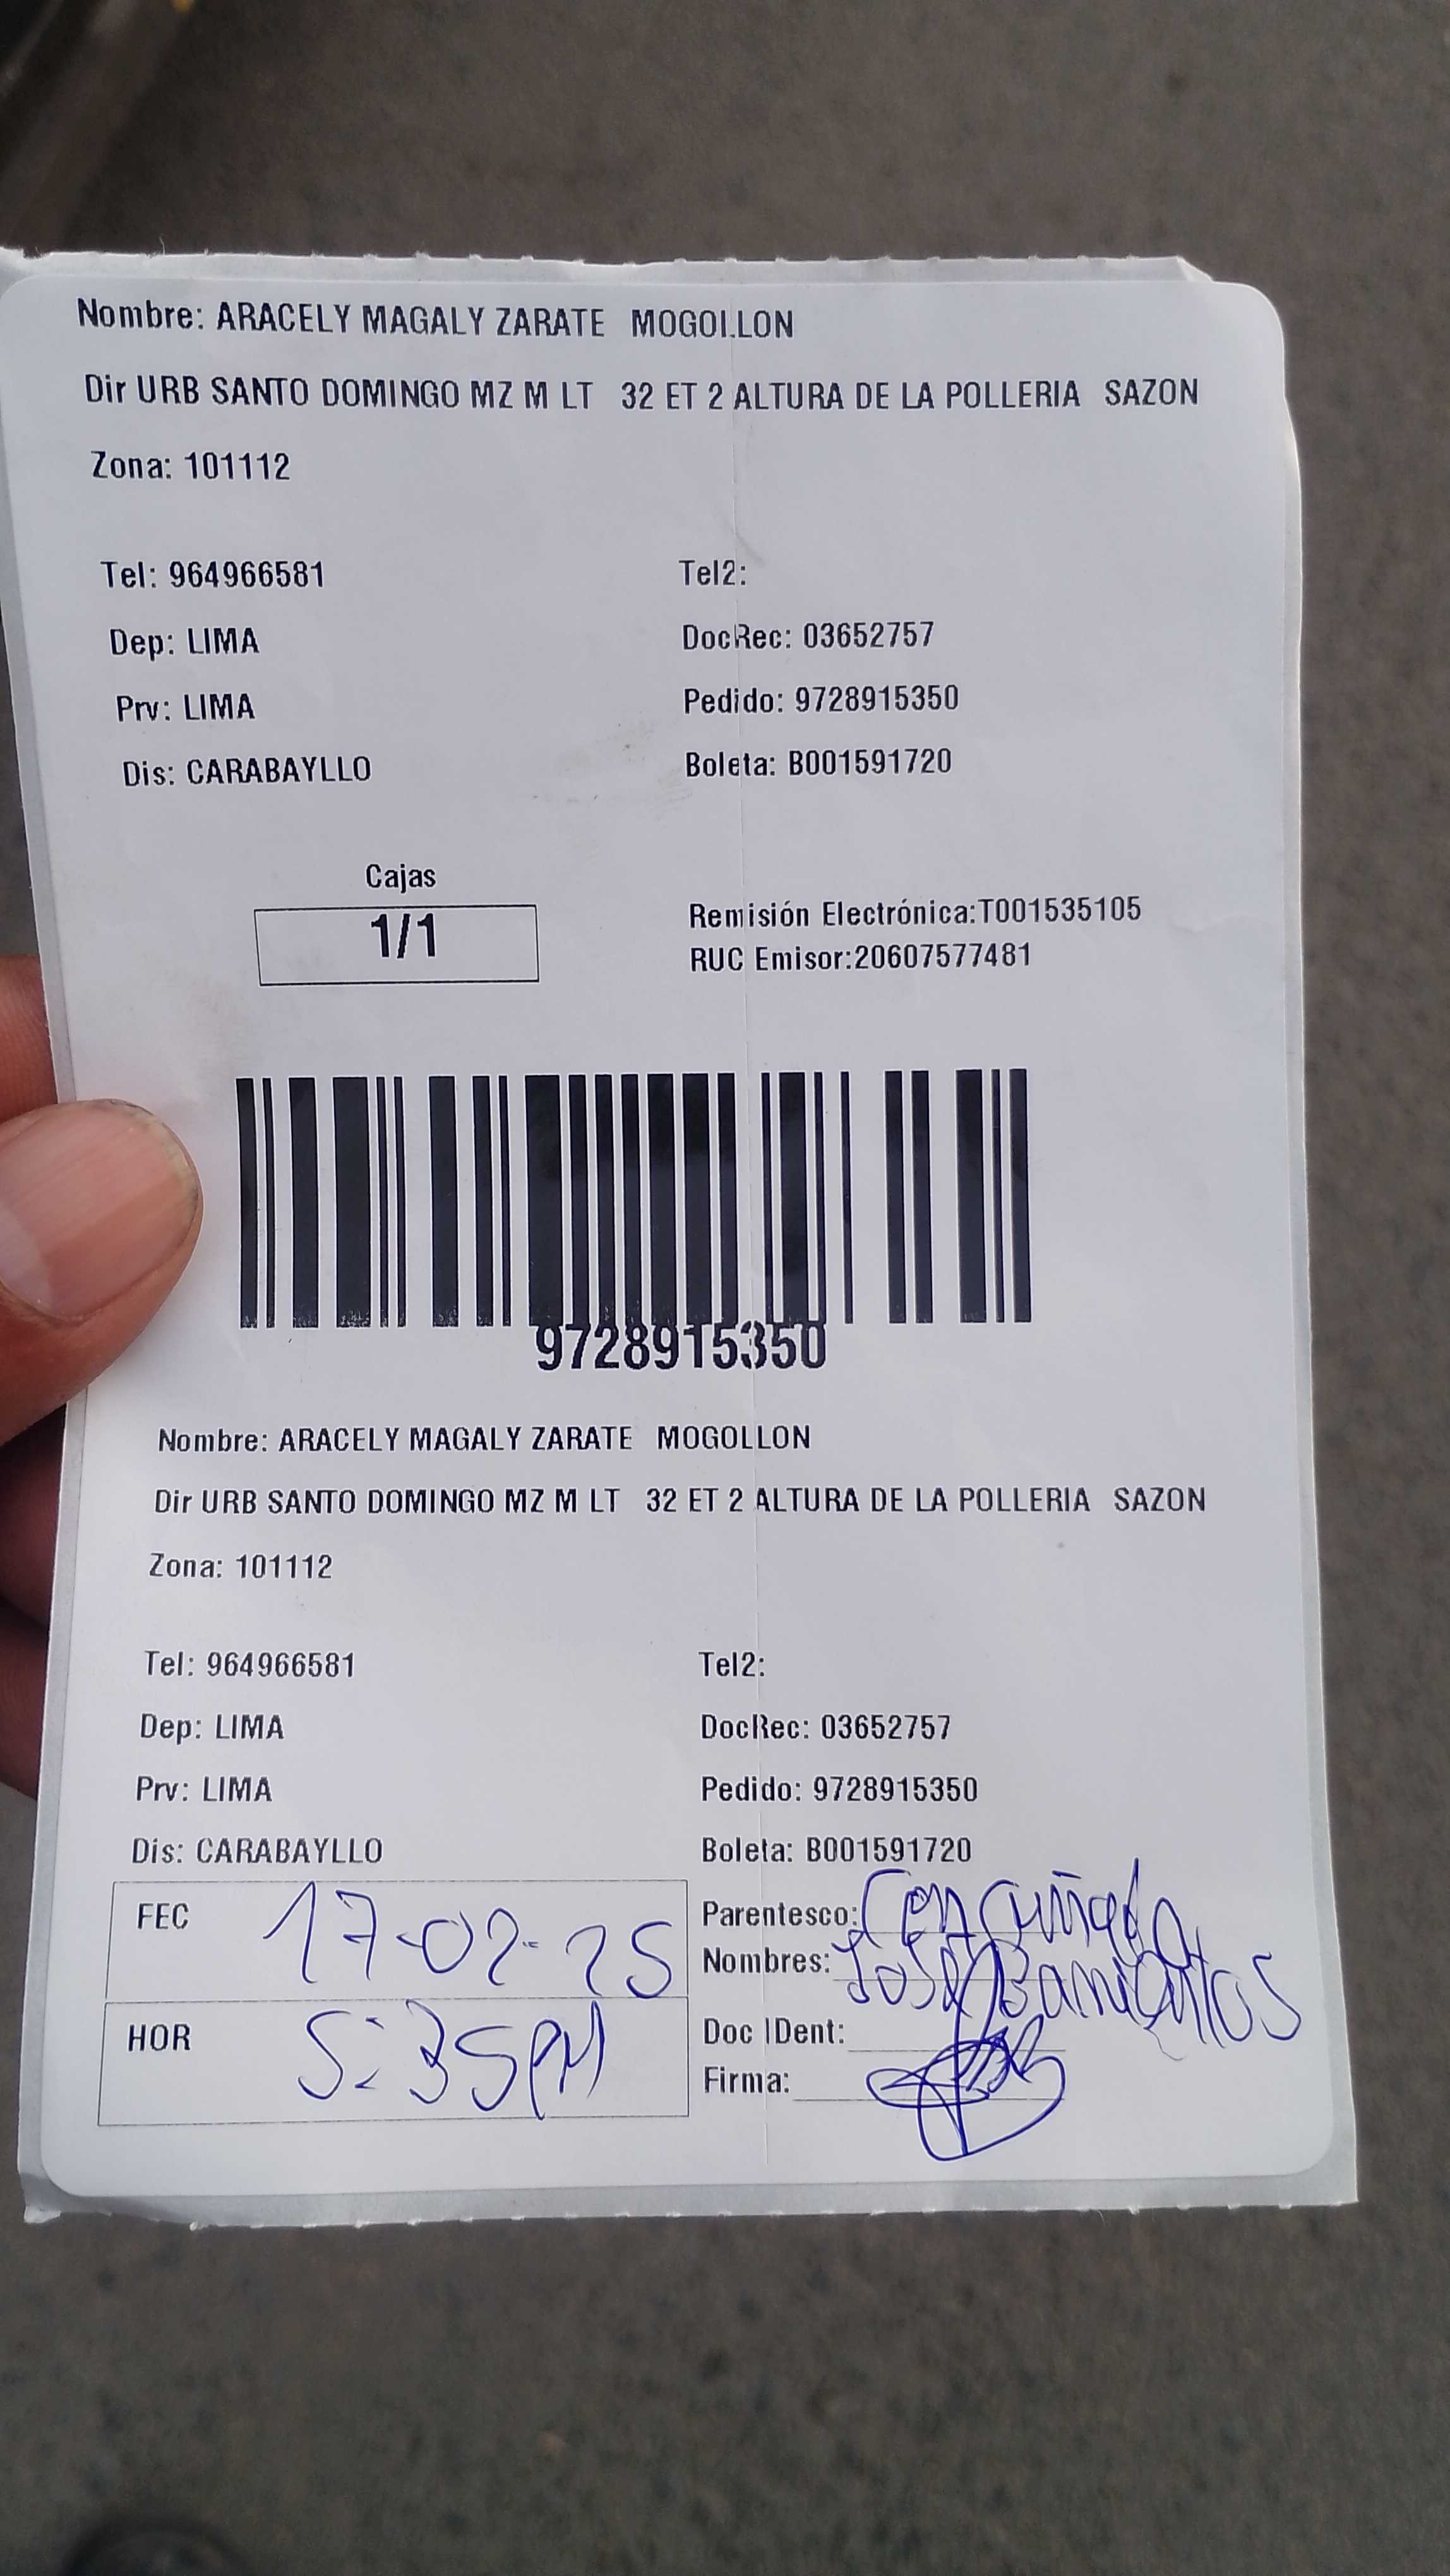 Nombre: ARACELY MAGALY ZARATE MOGOLLON
Dir URB SANTO DOMINGO MZ M LT 32 ET 2 ALTURA DE LA POLLERIA SAZON
Zona: 101112
Tel: 964966581 Tel2:
Dep: LIMA DocRec: 03652757
Prv: LIMA Pedido: 9728915350
Dis: CARABAYLLO Boleta: B001591720
Cajas
1/1
Remisión Electrónica:T001535105
RUC Emisor:20607577481
9728915350
Nombre: ARACELY MAGALY ZARATE MOGOLLON
Dir URB SANTO DOMINGO MZ M LT 32 ET 2 ALTURA DE LA POLLERIA SAZON
Zona: 101112
Tel: 964966581 Tel2:
Dep: LIMA DocRec: 03652757
Prv: LIMA Pedido: 9728915350
Dis: CARABAYLLO Boleta: B001591720
FEC 17-02-25
Parentesco: Concuñado
Nombres: José
HOR 5:35PM
Doc IDent:
Firma: